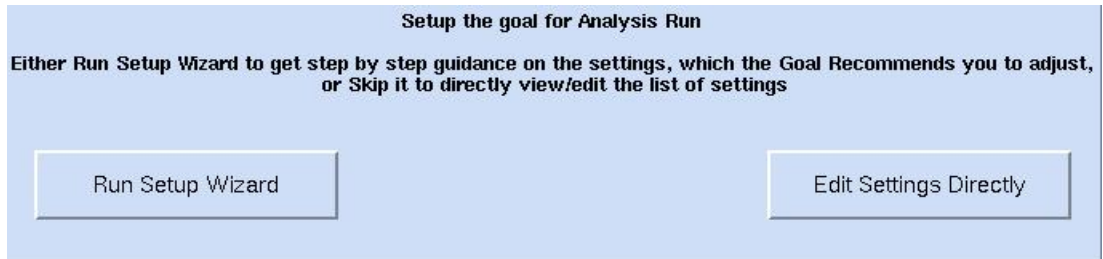 Setup the goal for Analysis Run
Either Run Setup Wizard to get step by step guidance on the settings, which the Goal Recommends you to adjust,
or Skip it to directly view/edit the list of settings
Run Setup Wizard
Edit Settings Directly